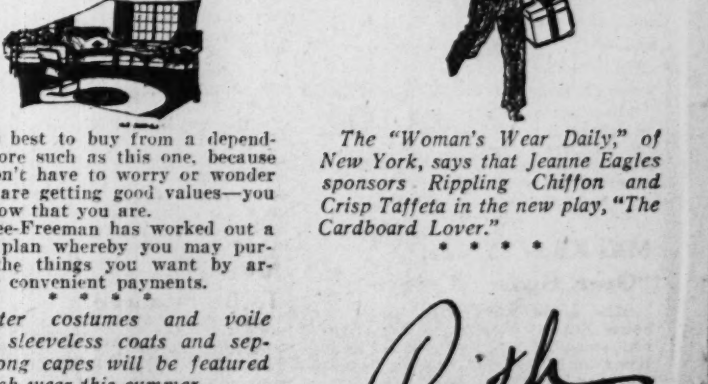 best to buy from a depend-
ore such as this one, because
n't have to worry or wonder
are getting good values—you
ow that you are.
ee-Freeman has worked out a
plan whereby you may pur-
he things you want by ar-
convenient payments.
* * * *
ter costumes and voile
sleeveless coats and sep-
ong capes will be featured
The "Woman's Wear Daily," of
New York, says that Jeanne Eagles
sponsors Rippling Chiffon and
Crisp Taffeta in the new play, "The
Cardboard Lover."
* * * *